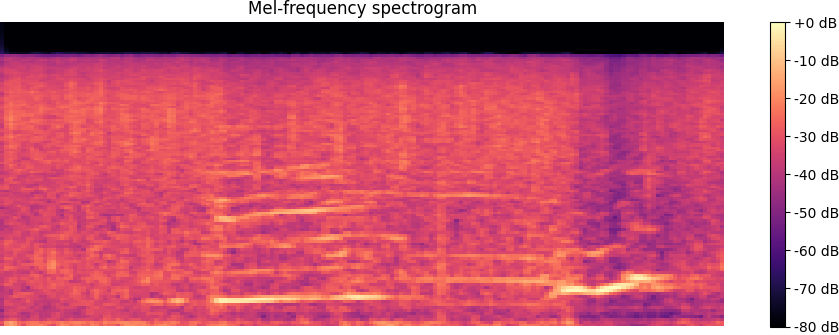 Mel-frequency spectrogram
+0 dB
-10 dB
-20 dB
-30 dB
-40 dB
-50 dB
-60 dB
-70 dB
-80 dB